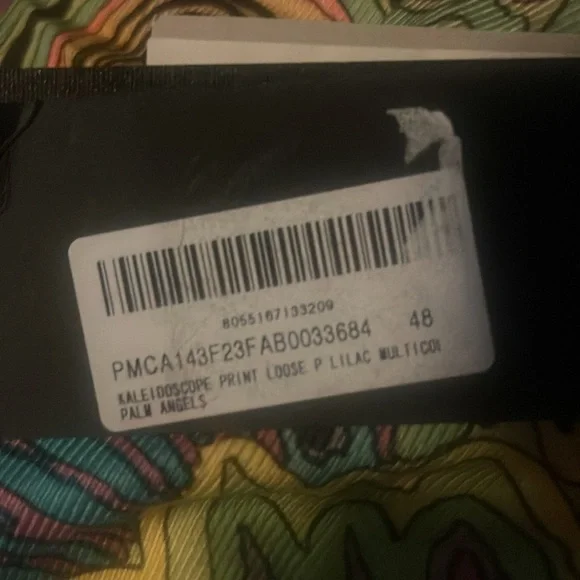 8055167133209
PMCA143F23FAB0033684 48
KALEIDOSCOPE PRINT LOOSE P LILAC MULTICOL
PALM ANGELS